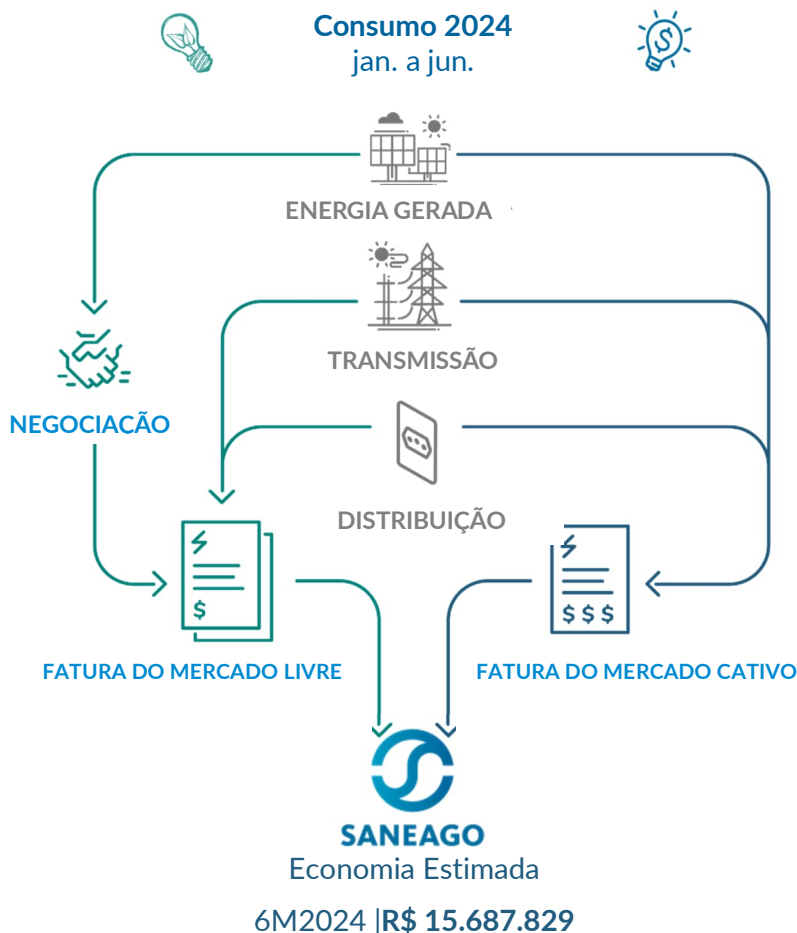 Consumo 2024
jan. a jun.
$
ENERGIA GERADA
TRANSMISSÃO
NEGOCIAÇÃO
DISTRIBUIÇÃO
$
$ $ $
FATURA DO MERCADO LIVRE
FATURA DO MERCADO CATIVO
SANEAGO
Economia Estimada
6M2024 |R$ 15.687.829